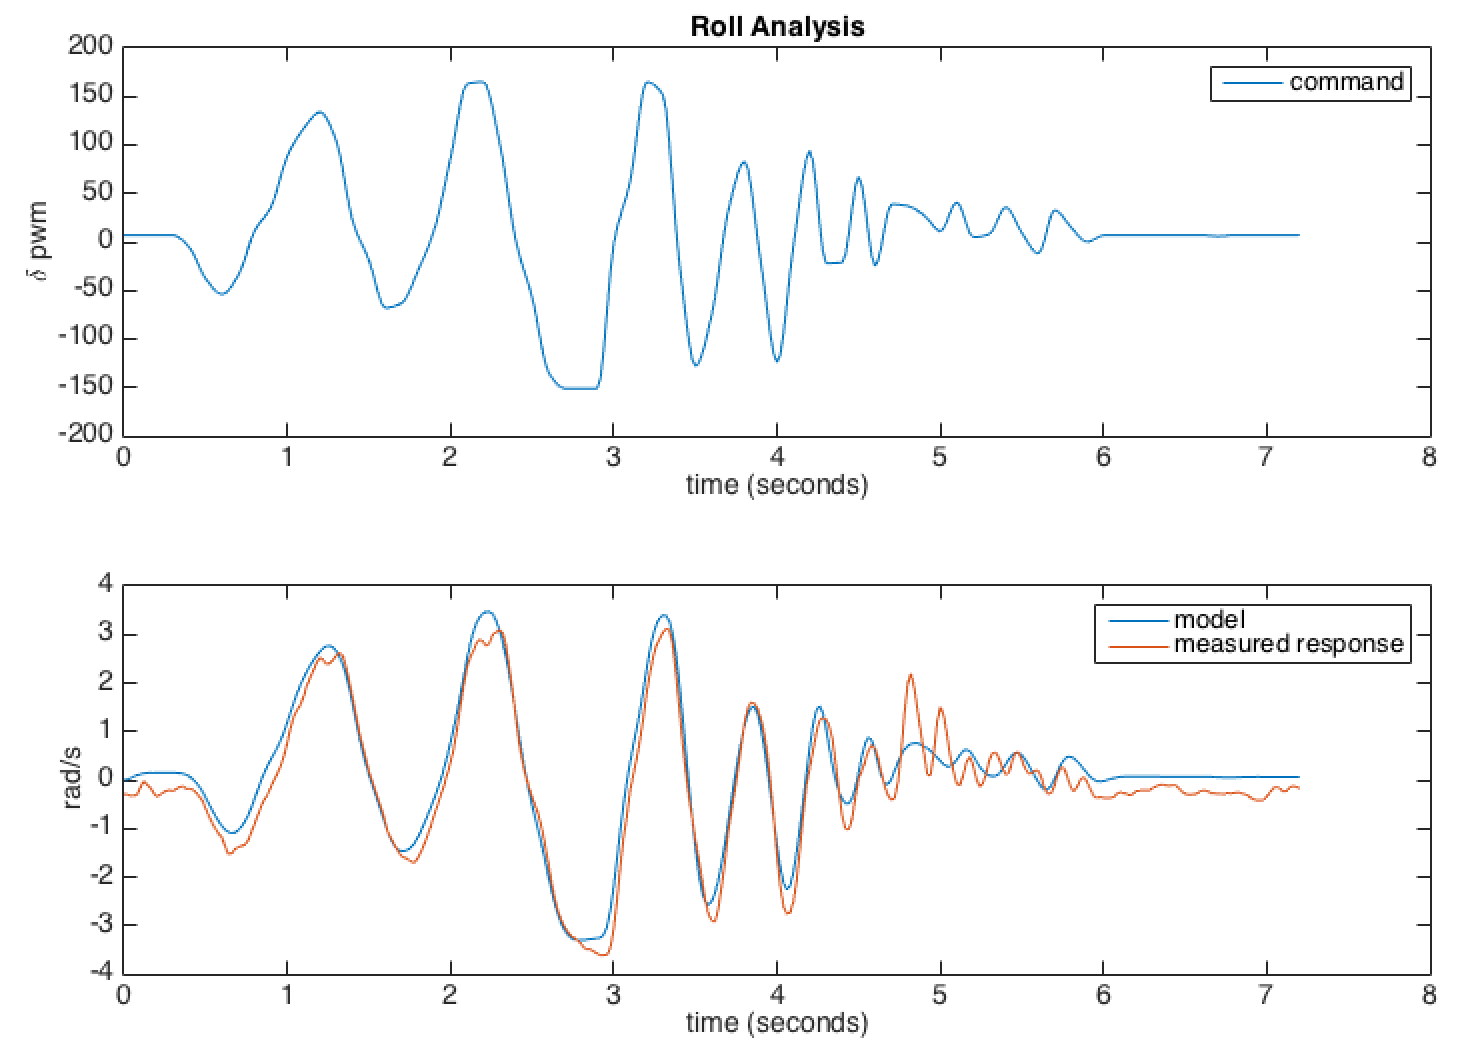 Roll Analysis
200
150
100
50
0
-50
-100
-150
-200
δ pwm
command
0 1 2 3 4 5 6 7 8
time (seconds)
4
3
2
1
0
-1
-2
-3
-4
rad/s
model
measured response
0 1 2 3 4 5 6 7 8
time (seconds)